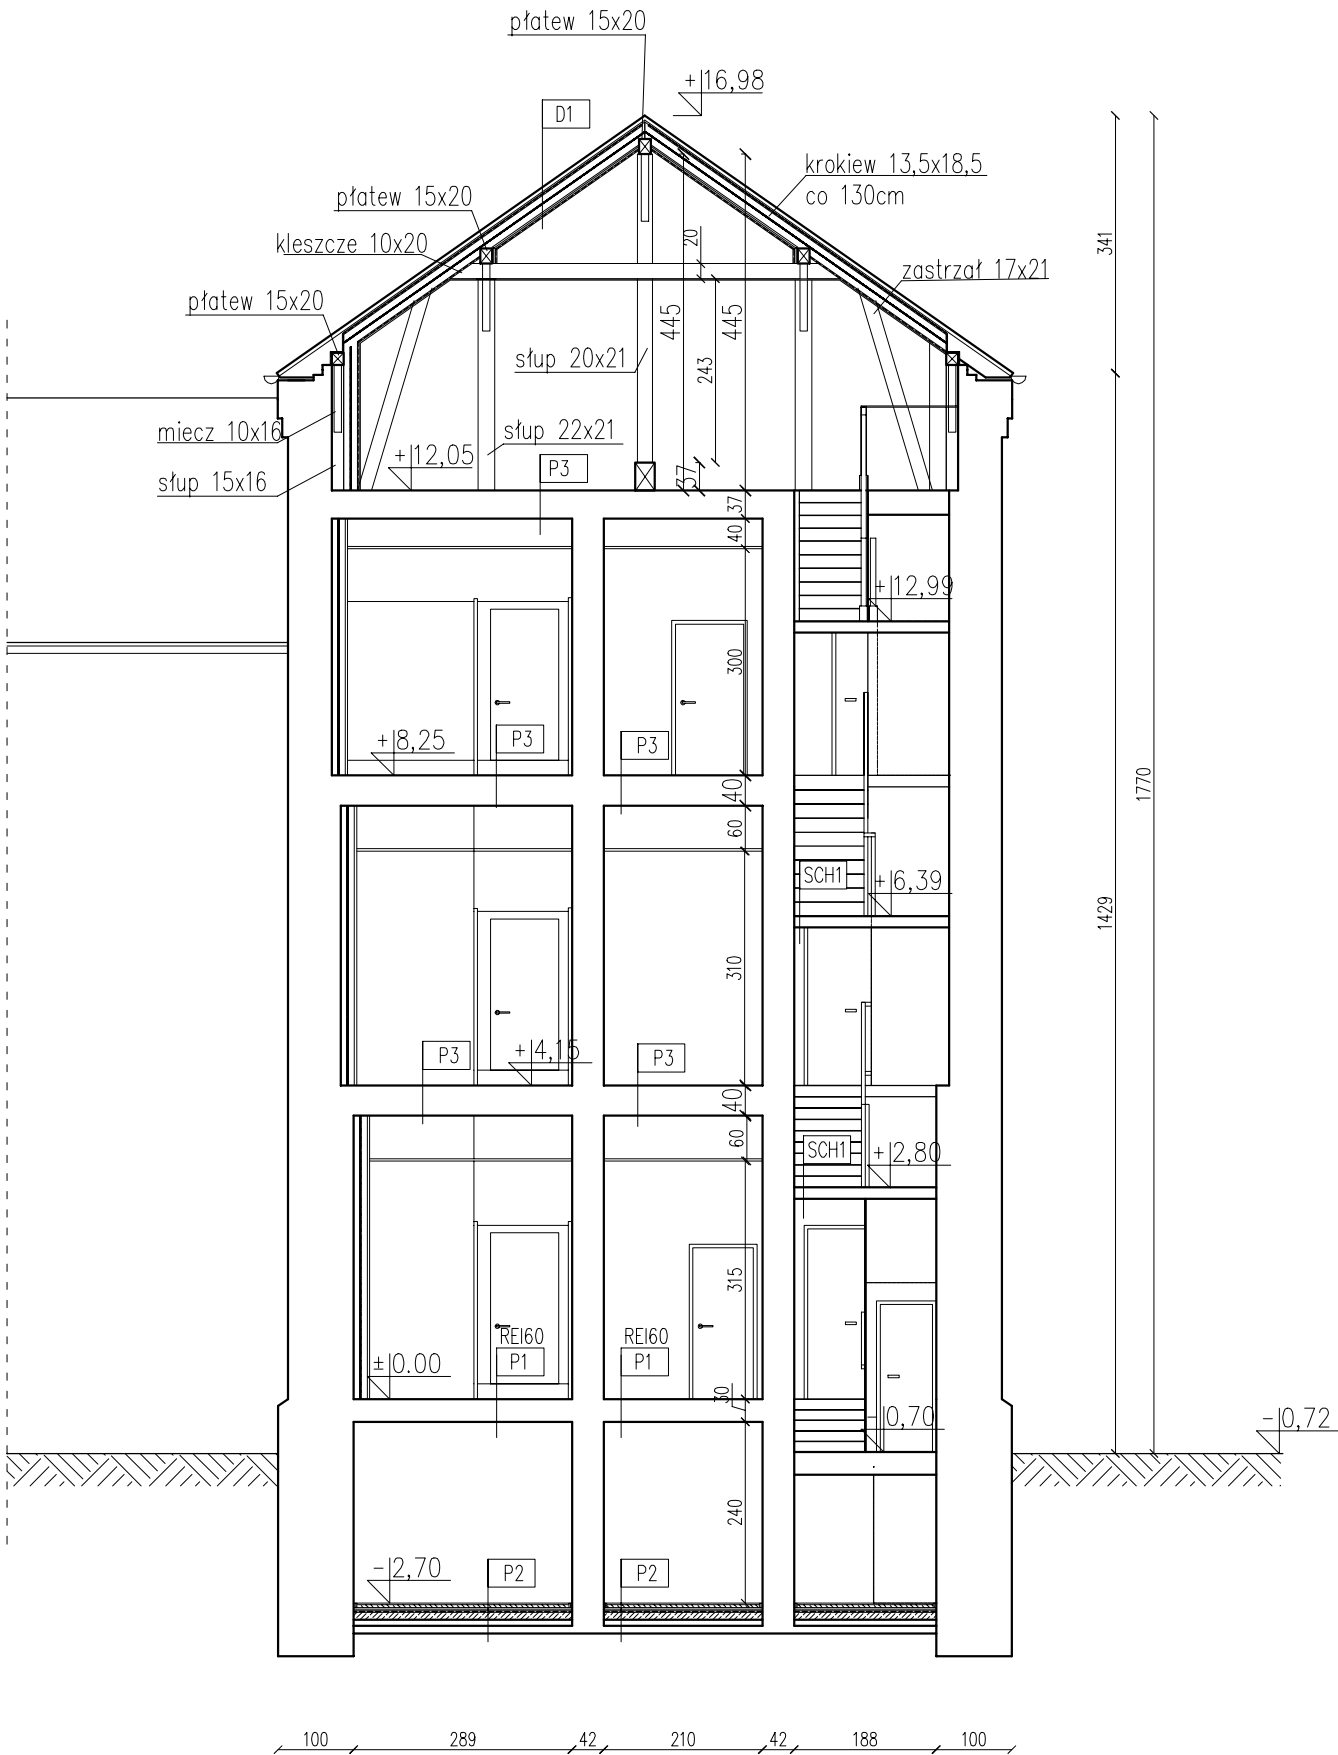 płatew 15x20
+16,98
D1
krokiew 13,5x18,5
co 130cm
płatew 15x20
kleszcze 10x20
20
341
zastrzał 17x21
płatew 15x20
445
445
243
słup 20x21
miecz 10x16
słup 22x21
+12,05
P3
słup 15x16
37
37
40
+12,99
300
P3
P3
+8,25
1770
40
60
SCH1
+6,39
1429
310
P3
+4,15
P3
40
60
SCH1
+2,80
315
REI60
REI60
P1
P1
±0.00
30
-0,70
-0,72
240
-2,70
P2
P2
100
289
42
210
42
188
100